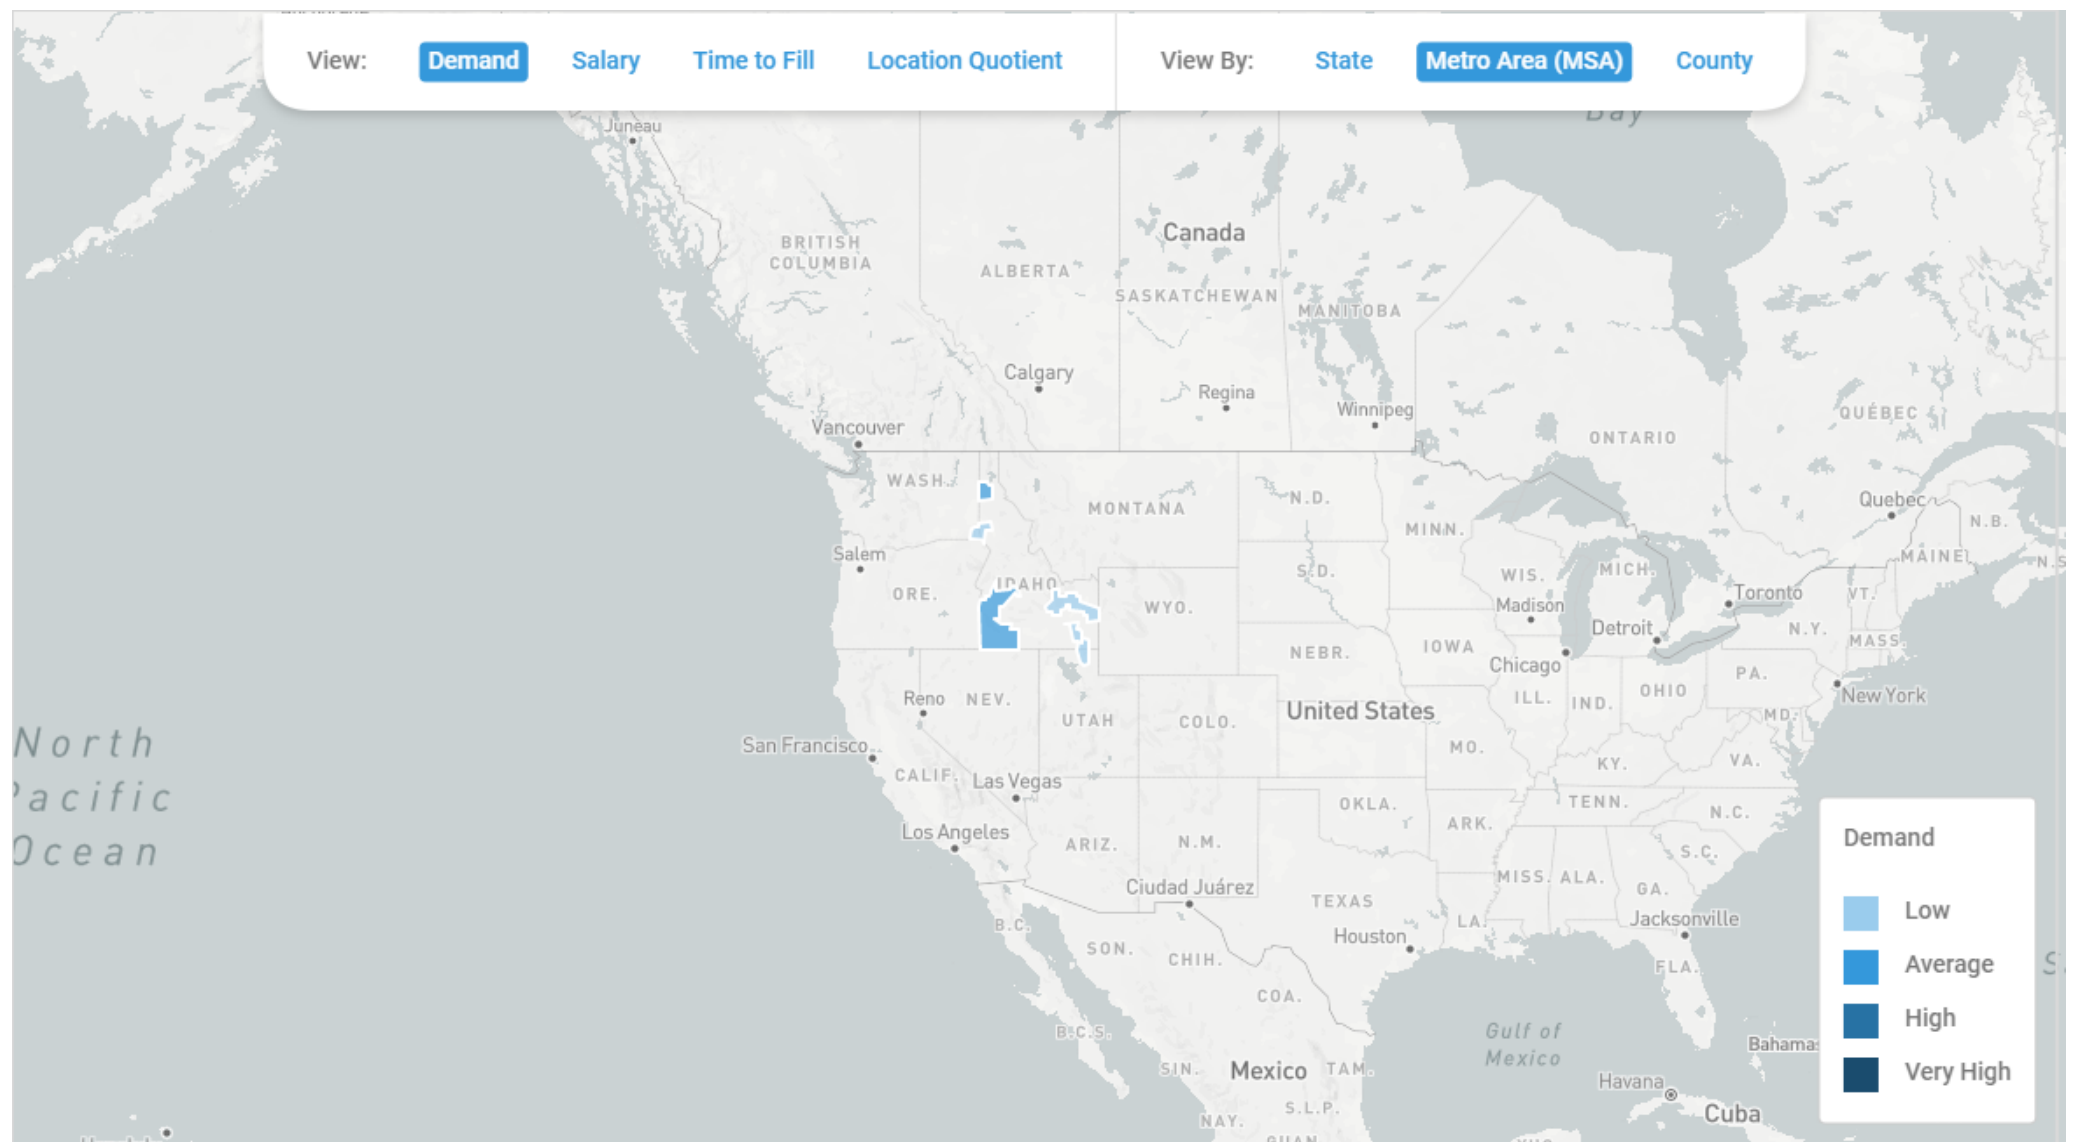 View: Demand Salary Time to Fill Location Quotient View By: State Metro Area (MSA) County
Bay
Juneau
Canada
BRITISH
COLUMBIA
ALBERTA
SASKATCHEWAN
MANITOBA
Calgary
Regina
Winnipeg
Vancouver
ONTARIO
QUÉBEC
WASH.
MONTANA
N.D.
MINN.
Quebec
N.B.
MAINE
N.S
Salem
ORE.
IDAHO
WYO.
S.D.
WIS.
MICH.
Madison
Toronto
VT.
Detroit
N.Y.
MASS.
IOWA
NEBR.
Chicago
PA.
Reno
NEV.
UTAH
COLO.
United States
ILL.
IND.
OHIO
New York
MD.
North
Pacific
Ocean
San Francisco
CALIF.
Las Vegas
MO.
KY.
VA.
Los Angeles
ARIZ.
N.M.
OKLA.
ARK.
TENN.
N.C.
S.C.
Ciudad Juárez
TEXAS
MISS.
ALA.
GA.
LA.
Jacksonville
Houston
B.C.
SON.
CHIH.
COA.
FLA.
B.C.S.
Gulf of
Mexico
SIN.
Mexico
TAM.
Bahamas
Havana
Cuba
NAY.
S.L.P.
Demand
Low
Average
High
Very High